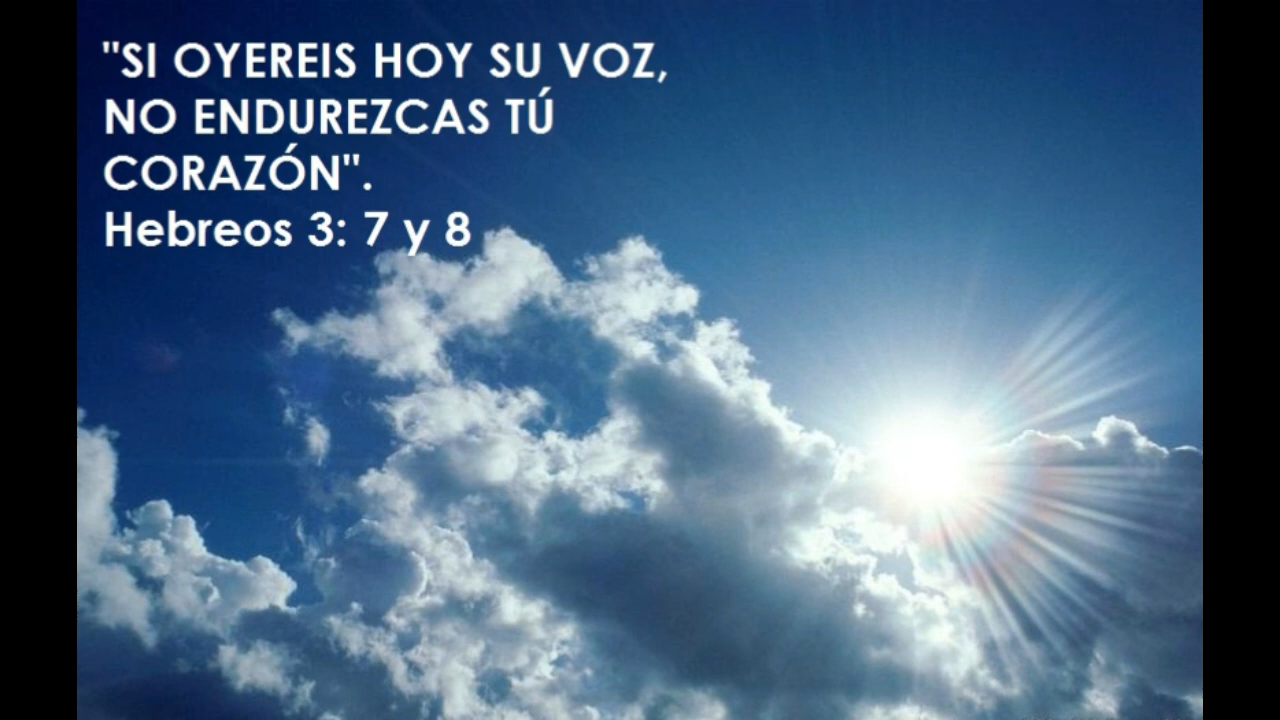 "SI OYEREIS HOY SU VOZ,
NO ENDUREZCAS TÚ
CORAZÓN".
Hebreos 3: 7 y 8